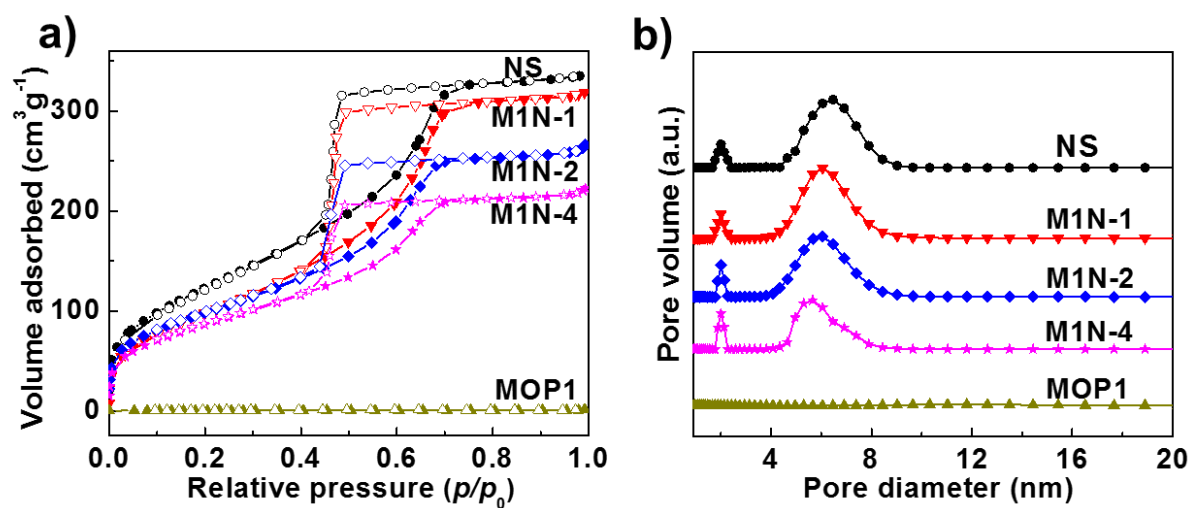 a)
Volume adsorbed (cm³g⁻¹)
300
200
100
0
NS
M1N-1
M1N-2
M1N-4
MOP1
0.0 0.2 0.4 0.6 0.8 1.0
Relative pressure (p/p₀)
b)
Pore volume (a.u.)
NS
M1N-1
M1N-2
M1N-4
MOP1
4 8 12 16 20
Pore diameter (nm)